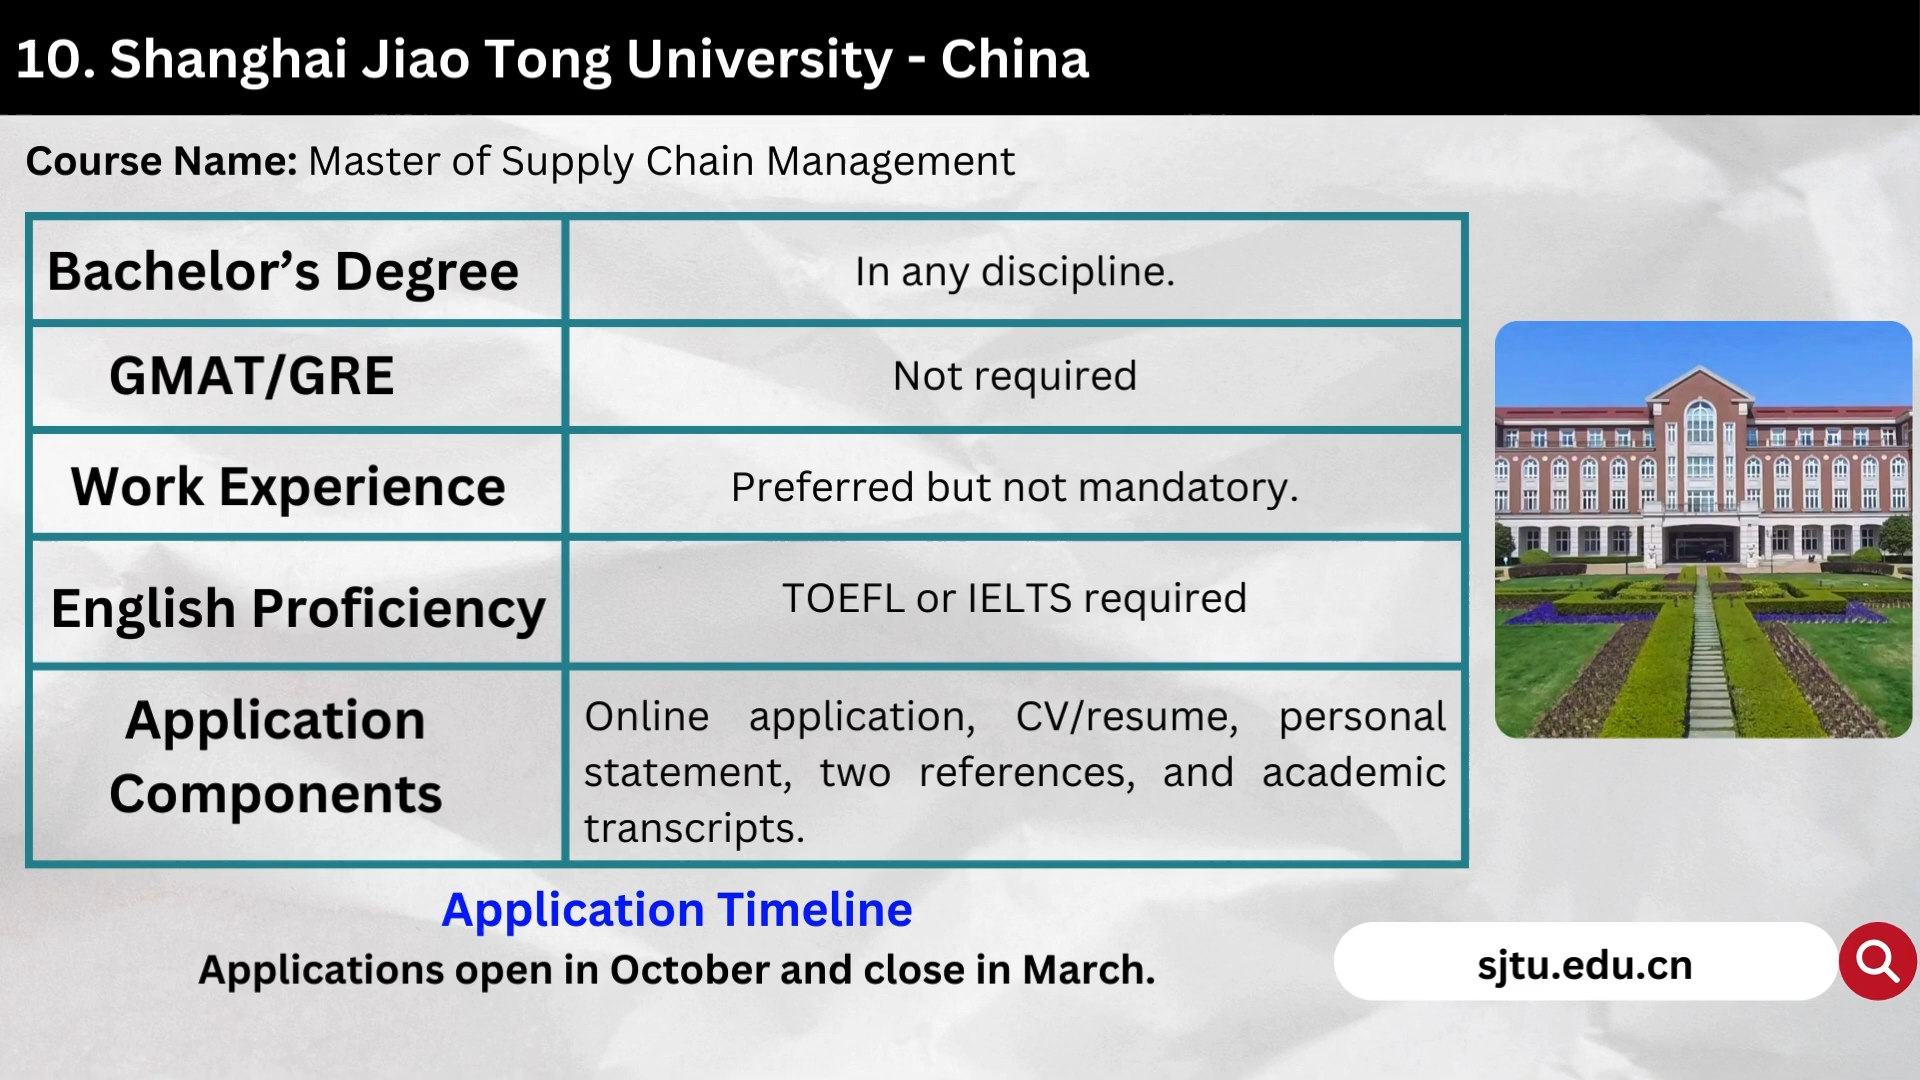 10. Shanghai Jiao Tong University - China
Course Name: Master of Supply Chain Management
Bachelor’s Degree
In any discipline.
GMAT/GRE
Not required
Work Experience
Preferred but not mandatory.
English Proficiency
TOEFL or IELTS required
Application
Components
Online application, CV/resume, personal
statement, two references, and academic
transcripts.
Application Timeline
Applications open in October and close in March.
sjtu.edu.cn